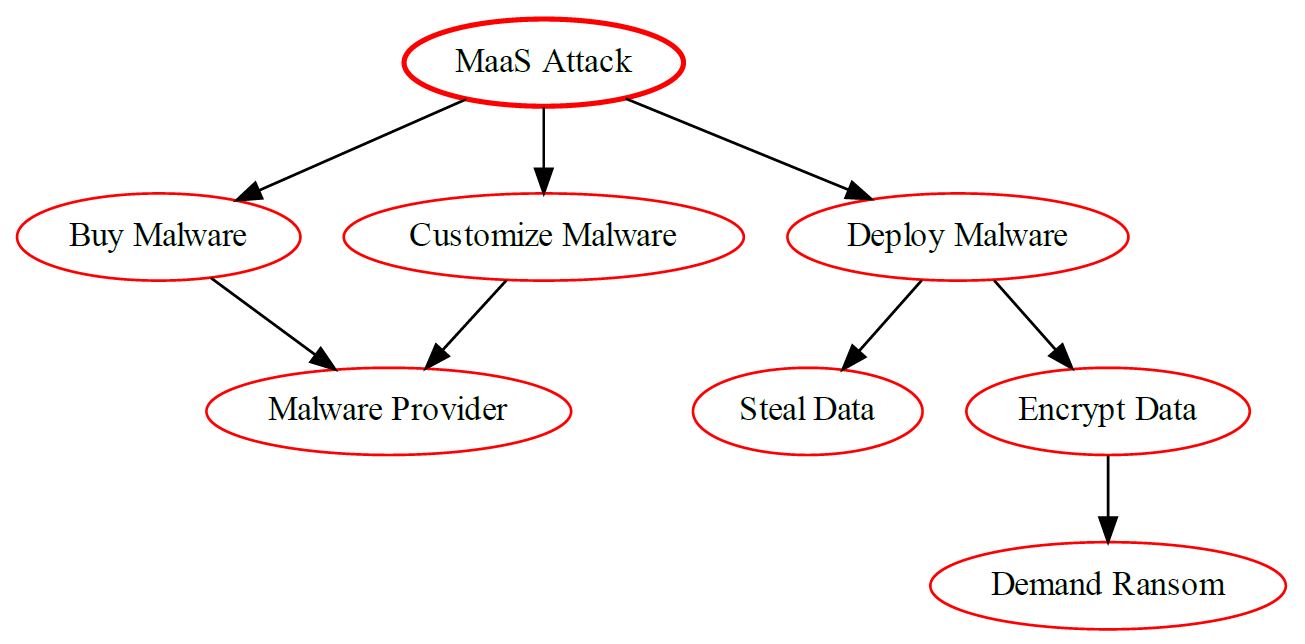 MaaS Attack
Buy Malware
Customize Malware
Deploy Malware
Malware Provider
Steal Data
Encrypt Data
Demand Ransom